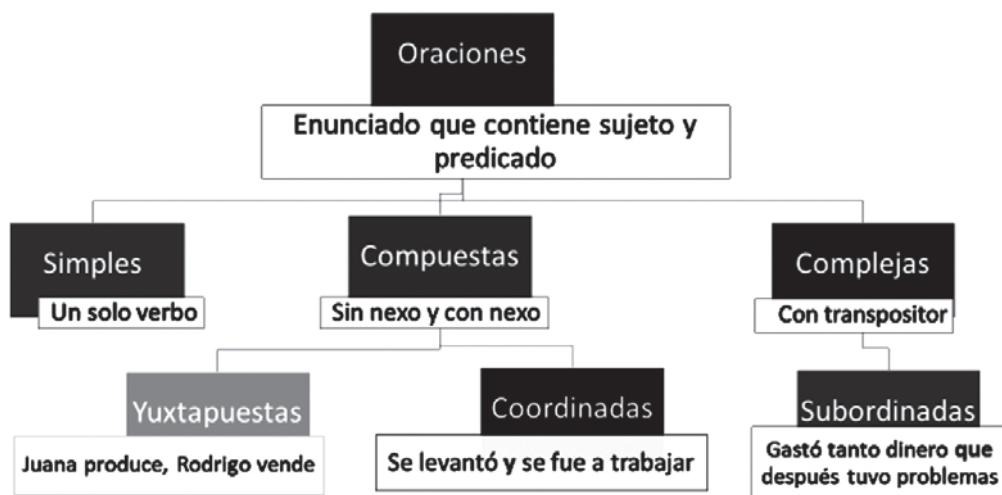 Oraciones
Enunciado que contiene sujeto y
predicado
Simples
Un solo verbo
Compuestas
Sin nexo y con nexo
Complejas
Con transpositor
Yuxtapuestas
Juana produce, Rodrigo vende
Coordinadas
Se levantó y se fue a trabajar
Subordinadas
Gastó tanto dinero que
después tuvo problemas